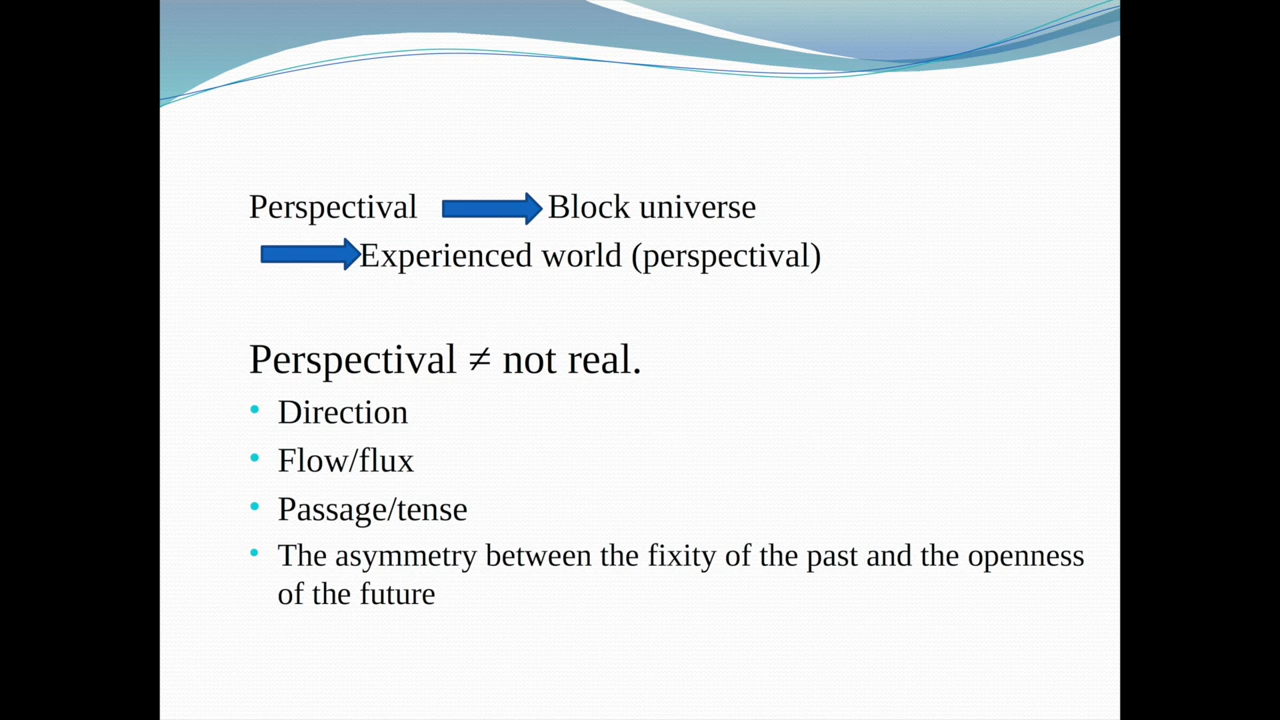 Perspectival Block universe
Experienced world (perspectival)
Perspectival ≠ not real.
• Direction
• Flow/flux
• Passage/tense
• The asymmetry between the fixity of the past and the openness
of the future